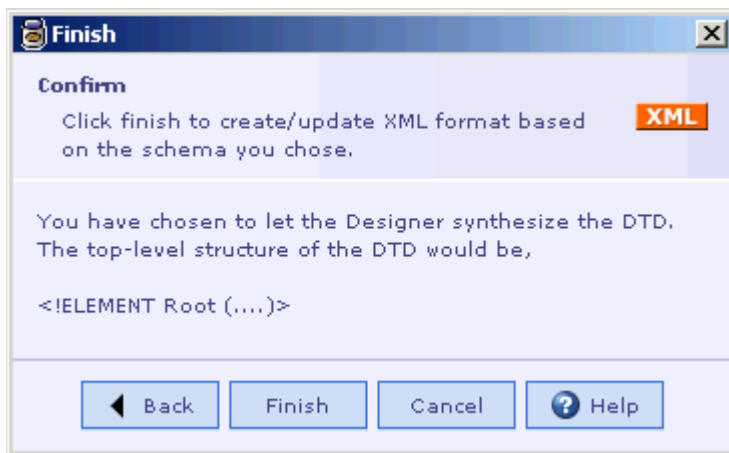 Finish
Confirm
Click finish to create/update XML format based
on the schema you chose.
XML
You have chosen to let the Designer synthesize the DTD.
The top-level structure of the DTD would be,
<!ELEMENT Root (....)>
Back
Finish
Cancel
Help